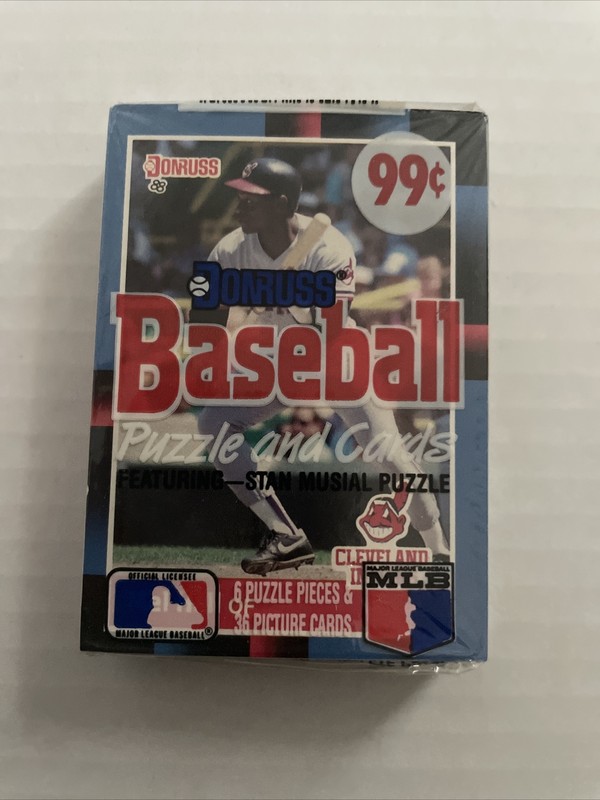 DONRUSS
88
99¢
DONRUSS®
Baseball
Puzzle and Cards
FEATURING—STAN MUSIAL PUZZLE
CLEVELAND
OFFICIAL LICENSEE
MAJOR LEAGUE BASEBALL®
6 PUZZLE PIECES &
OF
36 PICTURE CARDS
MAJOR LEAGUE BASEBALL
MLB